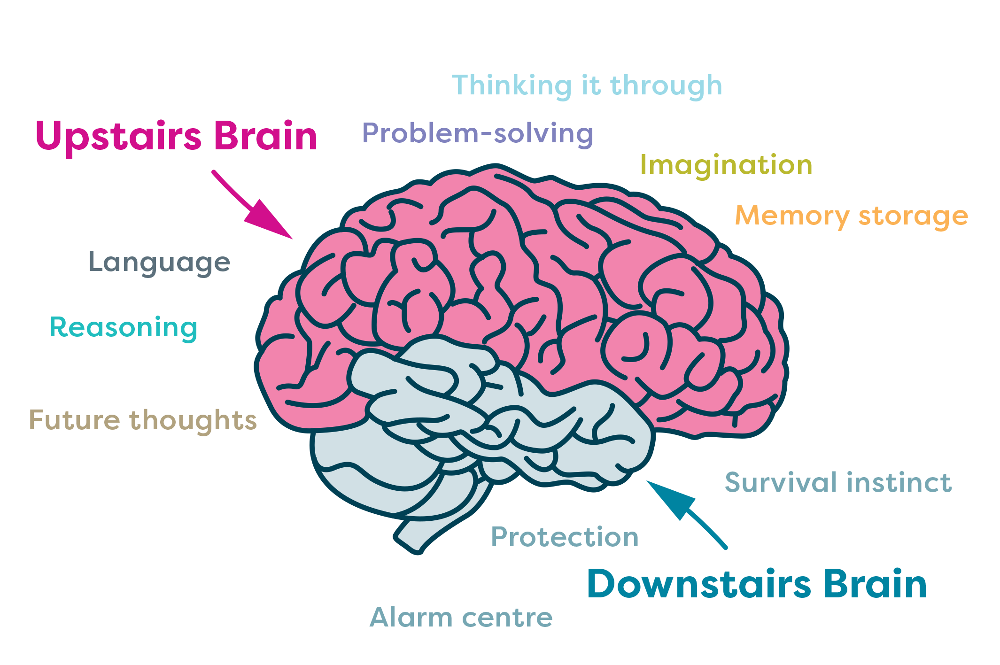 Thinking it through
Upstairs Brain
Problem-solving
Imagination
Memory storage
Language
Reasoning
Future thoughts
Survival instinct
Protection
Downstairs Brain
Alarm centre